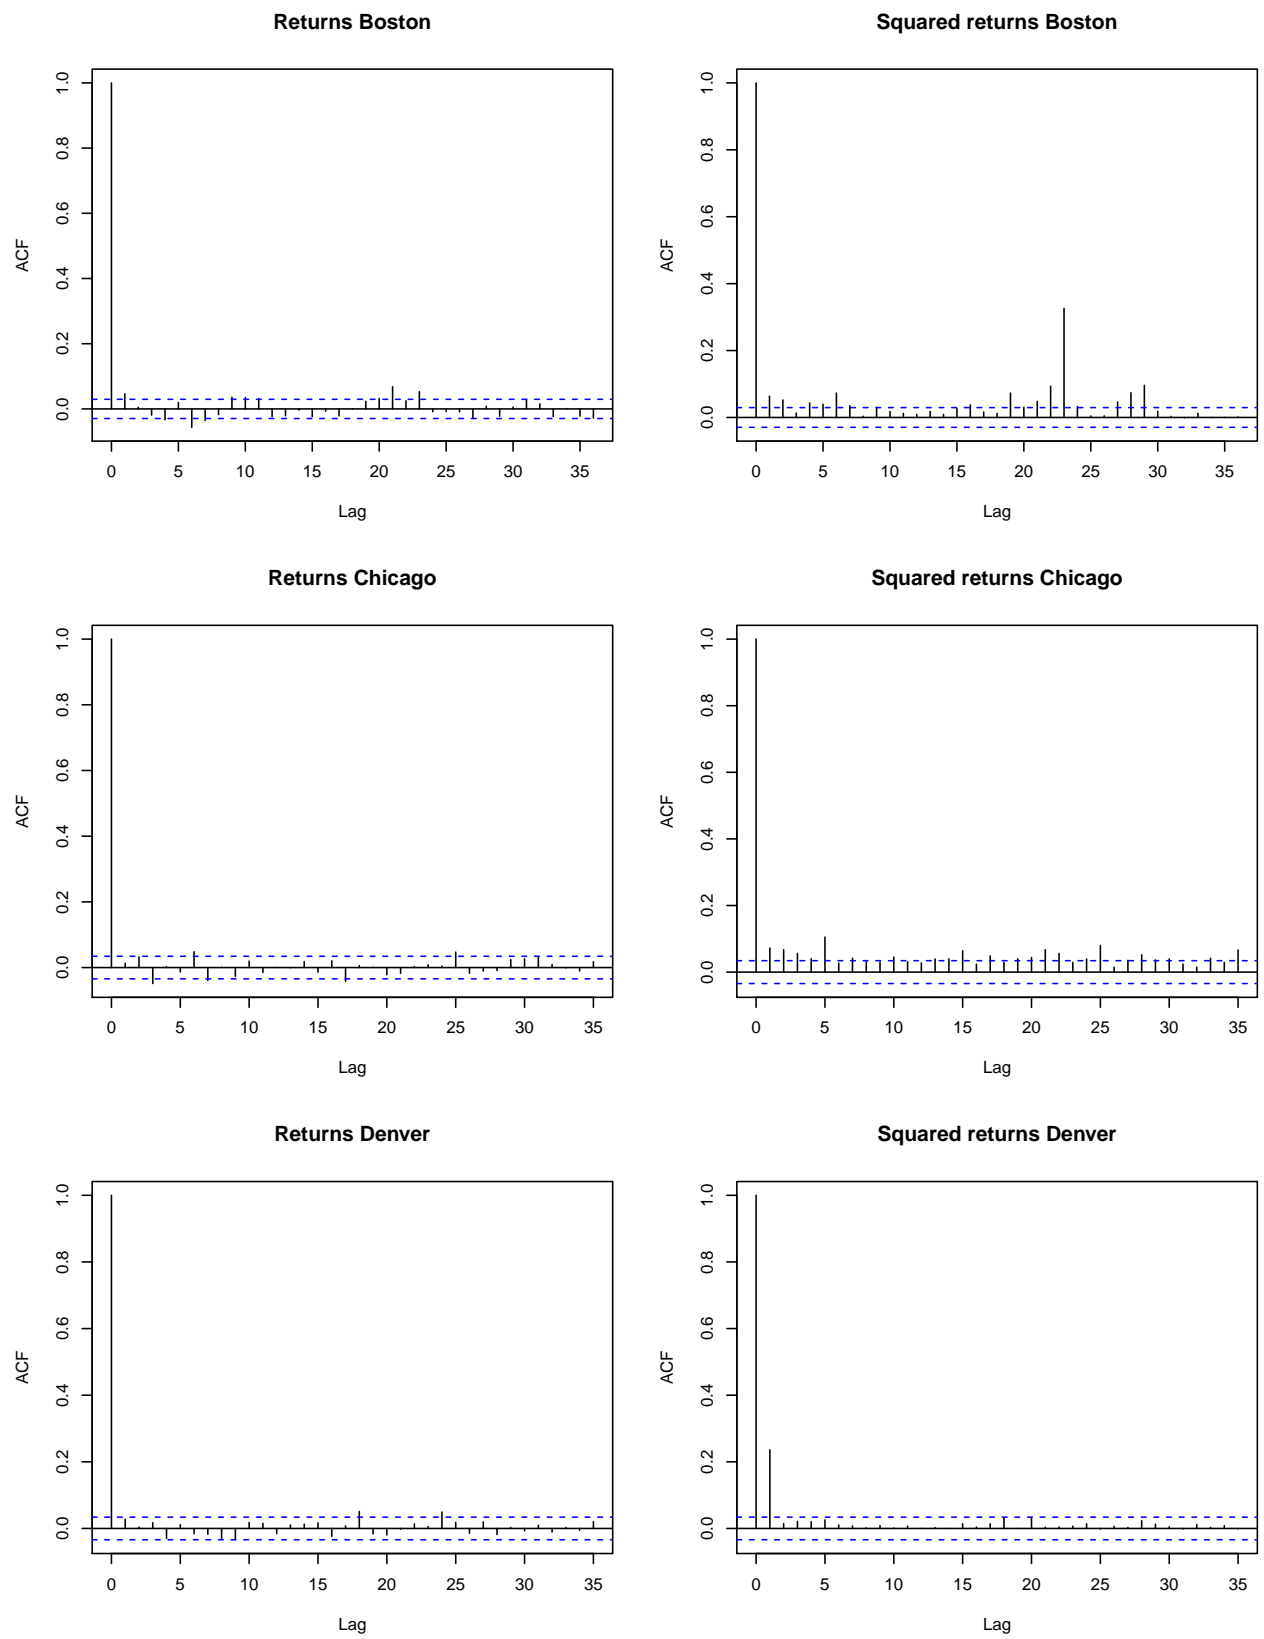 Returns Boston
ACF
0.0 0.2 0.4 0.6 0.8 1.0
0 5 10 15 20 25 30 35
Lag
Squared returns Boston
ACF
0.0 0.2 0.4 0.6 0.8 1.0
0 5 10 15 20 25 30 35
Lag
Returns Chicago
ACF
0.0 0.2 0.4 0.6 0.8 1.0
0 5 10 15 20 25 30 35
Lag
Squared returns Chicago
ACF
0.0 0.2 0.4 0.6 0.8 1.0
0 5 10 15 20 25 30 35
Lag
Returns Denver
ACF
0.0 0.2 0.4 0.6 0.8 1.0
0 5 10 15 20 25 30 35
Lag
Squared returns Denver
ACF
0.0 0.2 0.4 0.6 0.8 1.0
0 5 10 15 20 25 30 35
Lag